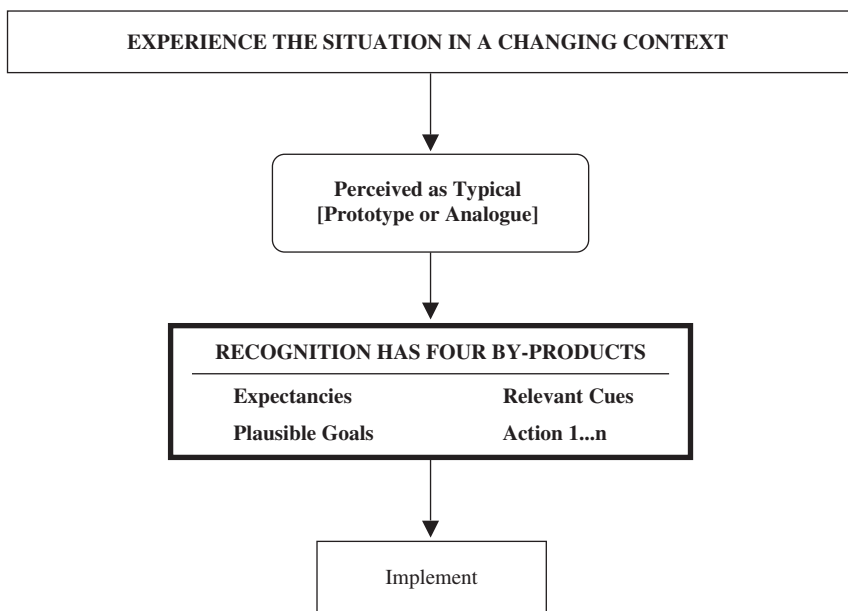 EXPERIENCE THE SITUATION IN A CHANGING CONTEXT
Perceived as Typical
[Prototype or Analogue]
RECOGNITION HAS FOUR BY-PRODUCTS
Expectancies Relevant Cues
Plausible Goals Action 1...n
Implement